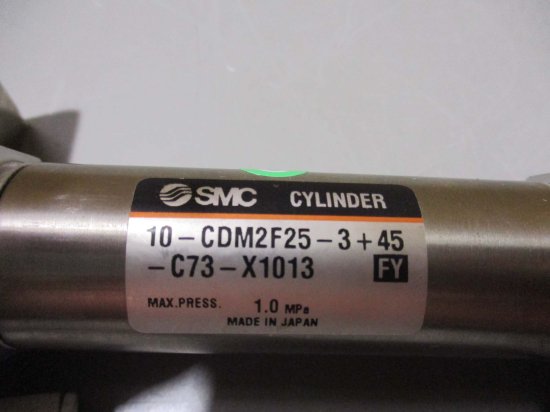 SMC CYLINDER
10-CDM2F25-3+45
-C73-X1013 FY
MAX.PRESS. 1.0 MPa
MADE IN JAPAN